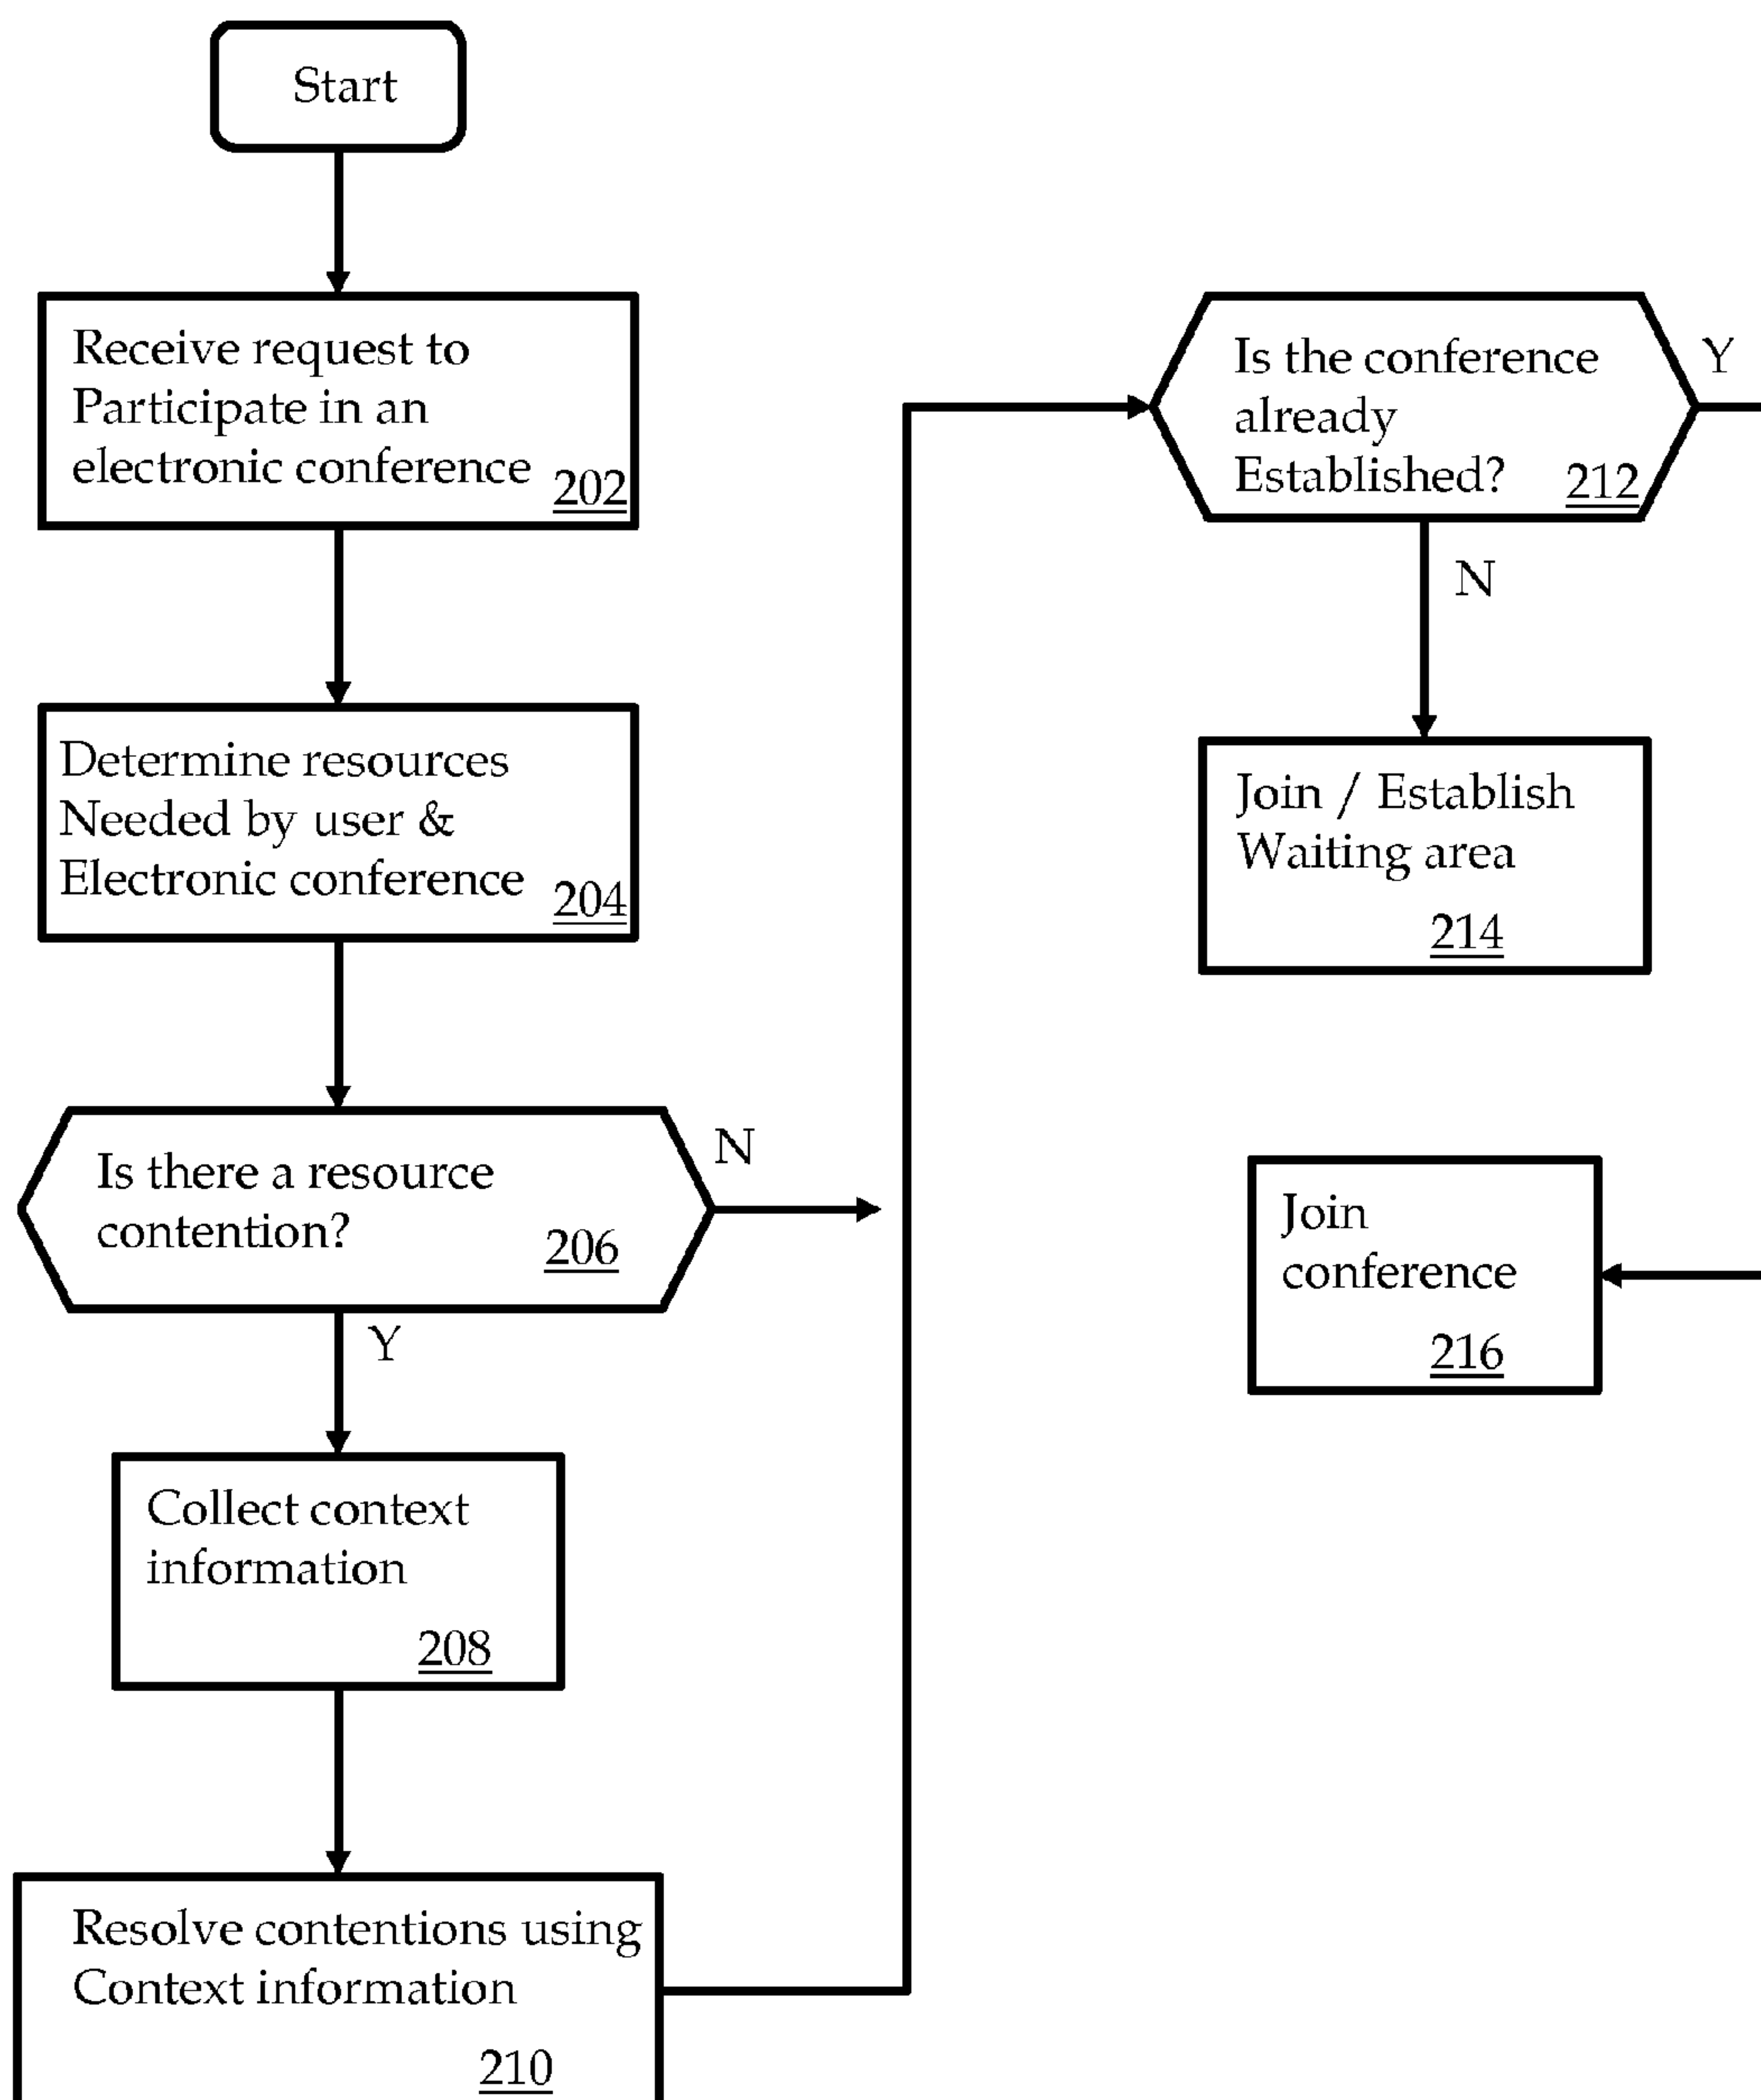 Start
Receive request to
Participate in an
electronic conference
202
Determine resources
Needed by user &
Electronic conference
204
Is there a resource
contention?
206
N
Y
Collect context
information
208
Resolve contentions using
Context information
210
Is the conference
already
Established?
212
Y
N
Join / Establish
Waiting area
214
Join
conference
216